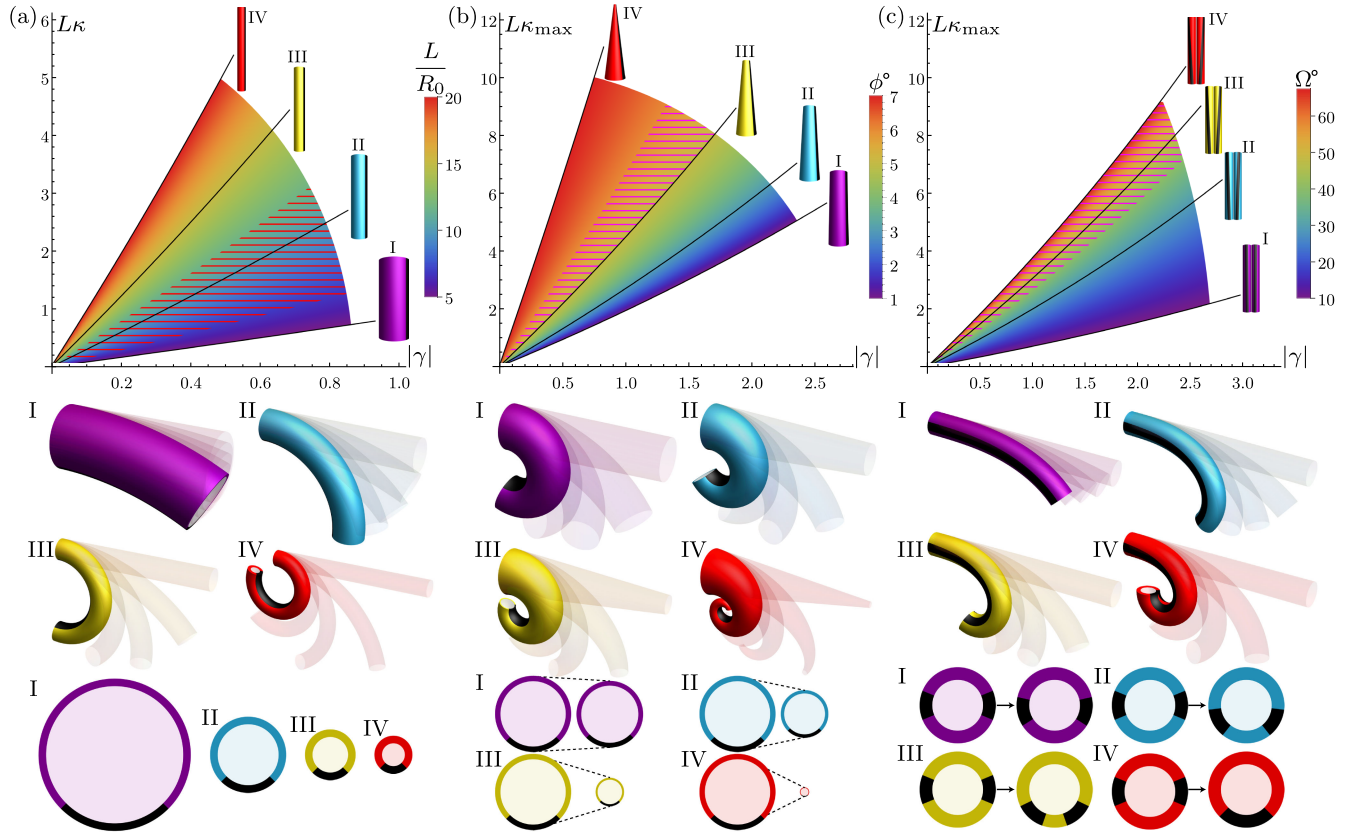 (a)
Lκ
6
5
4
3
2
1
0.2 0.4 0.6 0.8 1.0
|γ|
I
II
III
IV
L
R₀
20
15
10
5
(b)
Lκmax
12
10
8
6
4
2
0.5 1.0 1.5 2.0 2.5
|γ|
IV
III
II
I
ϕ°
7
6
5
4
3
2
1
(c)
Lκmax
12
10
8
6
4
2
0.5 1.0 1.5 2.0 2.5 3.0
|γ|
IV
III
II
I
Ω°
60
50
40
30
20
10
I II
III IV
I II III IV
I II
III IV
I II
III IV
I II
III IV
I II
III IV